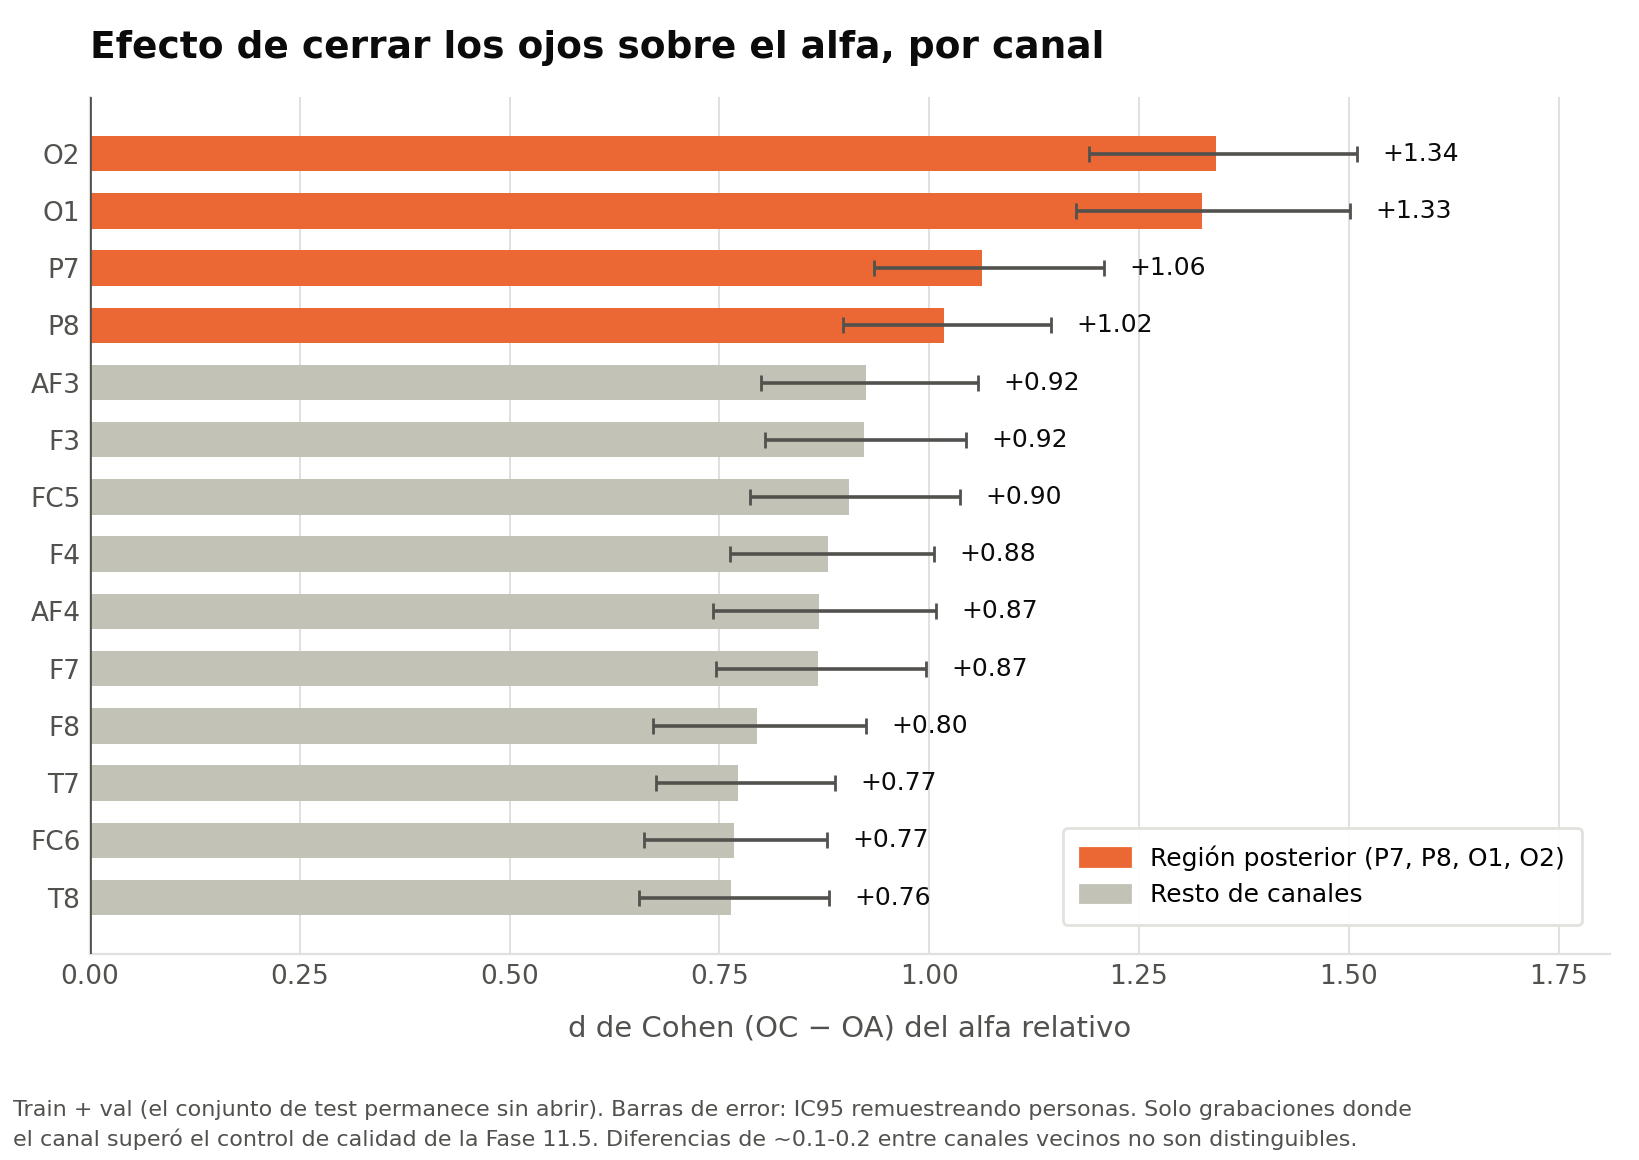 Efecto de cerrar los ojos sobre el alfa, por canal
O2 +1.34
O1 +1.33
P7 +1.06
P8 +1.02
AF3 +0.92
F3 +0.92
FC5 +0.90
F4 +0.88
AF4 +0.87
F7 +0.87
F8 +0.80
T7 +0.77
FC6 +0.77
T8 +0.76
Región posterior (P7, P8, O1, O2)
Resto de canales
0.00 0.25 0.50 0.75 1.00 1.25 1.50 1.75
d de Cohen (OC − OA) del alfa relativo
Train + val (el conjunto de test permanece sin abrir). Barras de error: IC95 remuestreando personas. Solo grabaciones donde
el canal superó el control de calidad de la Fase 11.5. Diferencias de ~0.1-0.2 entre canales vecinos no son distinguibles.